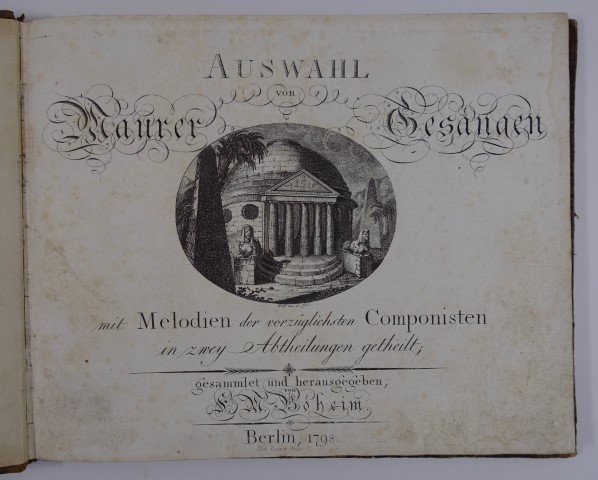 AUSWAHL
von
Maurer Gesängen
mit Melodien der vorzüglichsten Componisten
in zwey Abtheilungen getheilt;
gesammlet und herausgegeben,
von
F. M. Böheim
Berlin, 1798.